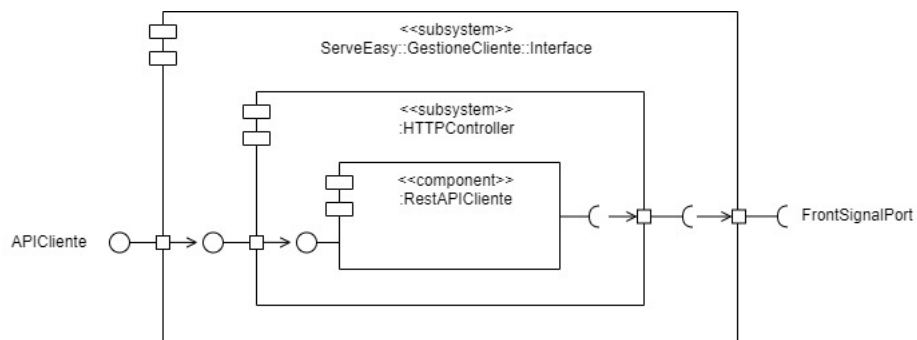 <<subsystem>>
ServeEasy::GestioneCliente::Interface
<<subsystem>>
:HTTPController
<<component>>
:RestAPICliente
APICliente
FrontSignalPort